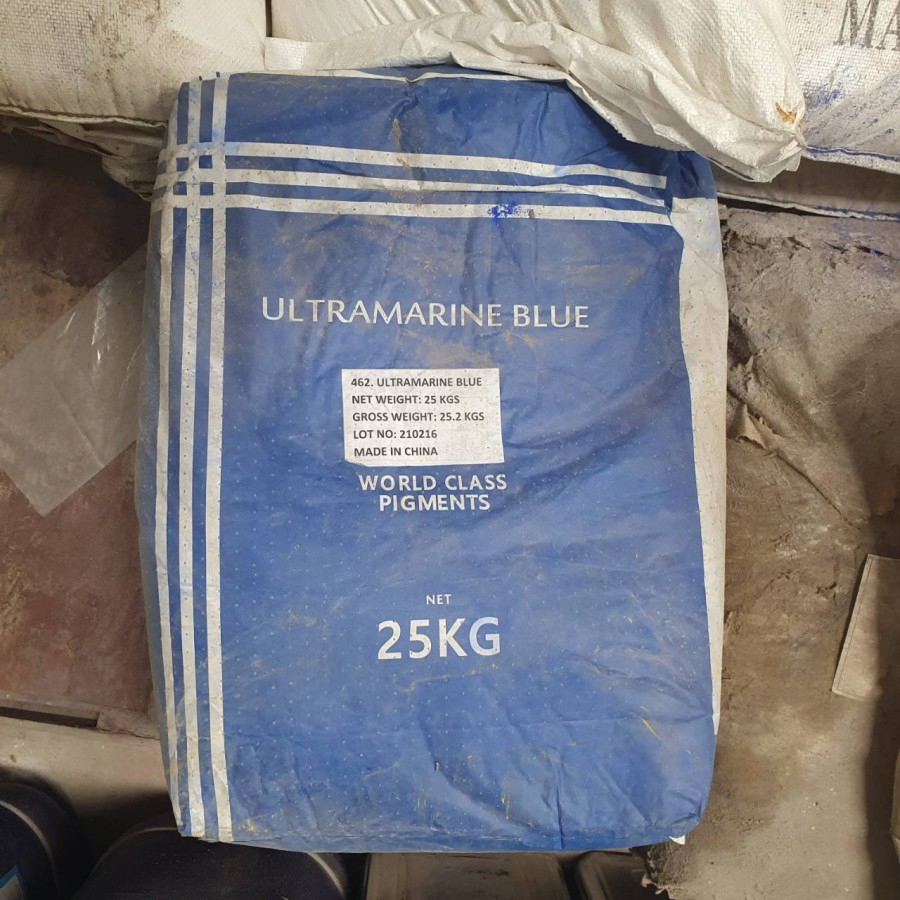 MA
ULTRAMARINE BLUE
462. ULTRAMARINE BLUE
NET WEIGHT: 25 KGS
GROSS WEIGHT: 25.2 KGS
LOT NO: 210216
MADE IN CHINA
WORLD CLASS
PIGMENTS
NET
25KG